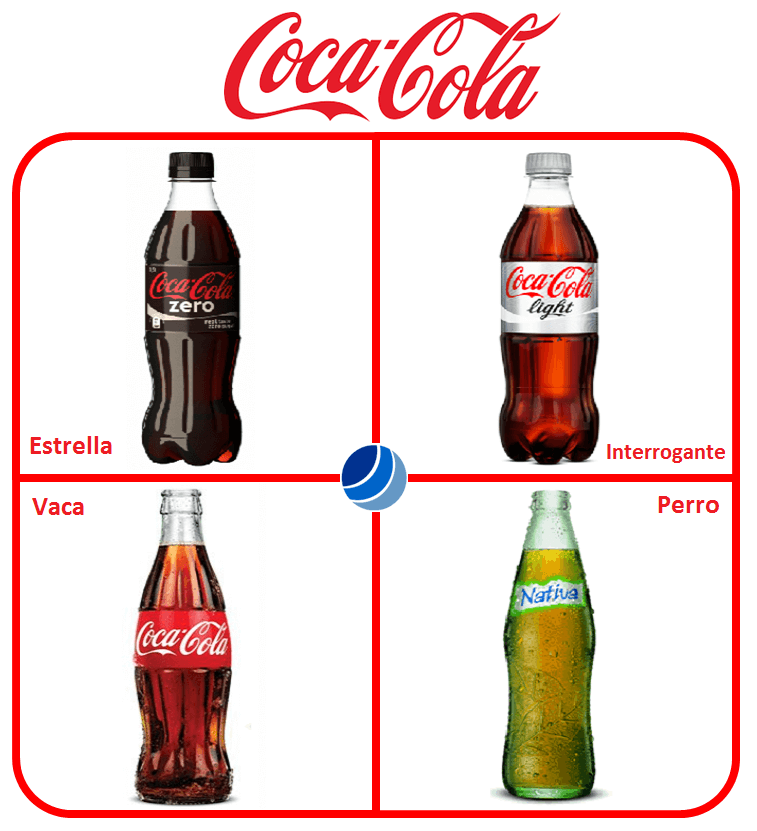 Coca-Cola
Coca-Cola
zero
Coca-Cola
light
Estrella
Interrogante
Vaca
Perro
Coca-Cola
Nativa